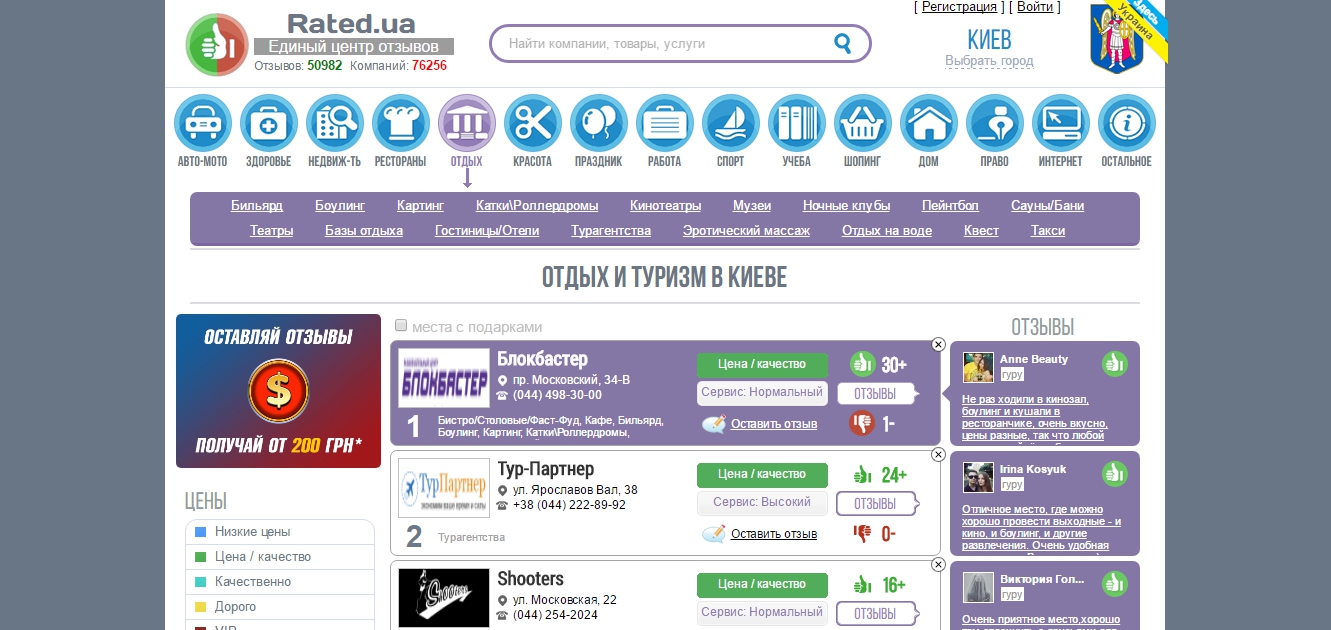 [ Регистрация ] [ Войти ]
Rated.ua
Единый центр отзывов
Отзывов: 50982 Компаний: 76256
Найти компании, товары, услуги
КИЕВ
Выбрать город
Здесь
Украина
АВТО-МОТО ЗДОРОВЬЕ НЕДВИЖ-ТЬ РЕСТОРАНЫ ОТДЫХ КРАСОТА ПРАЗДНИК РАБОТА СПОРТ УЧЕБА ШОПИНГ ДОМ ПРАВО ИНТЕРНЕТ ОСТАЛЬНОЕ
Бильярд Боулинг Картинг Катки\Роллердромы Кинотеатры Музеи Ночные клубы Пейнтбол Сауны/Бани
Театры Базы отдыха Гостиницы/Отели Турагентства Эротический массаж Отдых на воде Квест Такси
ОТДЫХ И ТУРИЗМ В КИЕВЕ
ОСТАВЛЯЙ ОТЗЫВЫ
$
ПОЛУЧАЙ ОТ 200 ГРН*
ЦЕНЫ
Низкие цены
Цена / качество
Качественно
Дорого
VIP
места с подарками
БЛОКБАСТЕР
1
Блокбастер
пр. Московский, 34-В
(044) 498-30-00
Бистро/Столовые/Фаст-Фуд, Кафе, Бильярд,
Боулинг, Картинг, Катки\Роллердромы,
Цена / качество
Сервис: Нормальный
Оставить отзыв
30+
ОТЗЫВЫ
1-
ТурПартнер
экономим ваше время и силы
2
Тур-Партнер
ул. Ярославов Вал, 38
+38 (044) 222-89-92
Турагентства
Цена / качество
Сервис: Высокий
Оставить отзыв
24+
ОТЗЫВЫ
0-
Shooters
Shooters
ул. Московская, 22
(044) 254-2024
Цена / качество
Сервис: Нормальный
16+
ОТЗЫВЫ
ОТЗЫВЫ
Anne Beauty
гуру
Не раз ходили в кинозал,
боулинг и кушали в
ресторанчике, очень вкусно,
цены разные, так что любой
Irina Kosyuk
гуру
Отличное место, где можно
хорошо провести выходные - и
кино, и боулинг, и другие
развлечения. Очень удобная
Виктория Гол...
гуру
Очень приятное место,хорошо